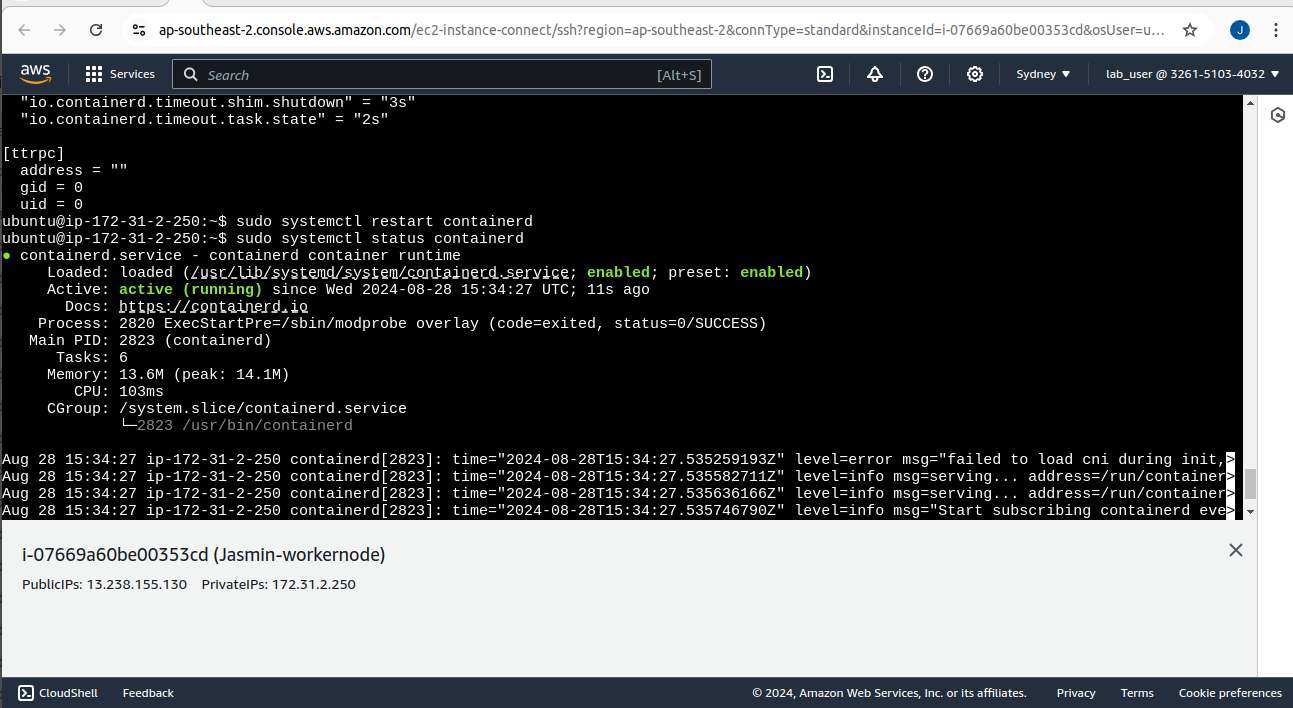 ap-southeast-2.console.aws.amazon.com/ec2-instance-connect/ssh?region=ap-southeast-2&connType=standard&instanceId=i-07669a60be00353cd&osUser=u...
J
aws
Services
Search
[Alt+S]
Sydney
lab_user @ 3261-5103-4032
"io.containerd.timeout.shim.shutdown" = "3s"
"io.containerd.timeout.task.state" = "2s"
[ttrpc]
address = ""
gid = 0
uid = 0
ubuntu@ip-172-31-2-250:~$ sudo systemctl restart containerd
ubuntu@ip-172-31-2-250:~$ sudo systemctl status containerd
● containerd.service - containerd container runtime
Loaded: loaded (/usr/lib/systemd/system/containerd.service; enabled; preset: enabled)
Active: active (running) since Wed 2024-08-28 15:34:27 UTC; 11s ago
Docs: https://containerd.io
Process: 2820 ExecStartPre=/sbin/modprobe overlay (code=exited, status=0/SUCCESS)
Main PID: 2823 (containerd)
Tasks: 6
Memory: 13.6M (peak: 14.1M)
CPU: 103ms
CGroup: /system.slice/containerd.service
└─2823 /usr/bin/containerd
Aug 28 15:34:27 ip-172-31-2-250 containerd[2823]: time="2024-08-28T15:34:27.535259193Z" level=error msg="failed to load cni during init,>
Aug 28 15:34:27 ip-172-31-2-250 containerd[2823]: time="2024-08-28T15:34:27.535582711Z" level=info msg=serving... address=/run/container>
Aug 28 15:34:27 ip-172-31-2-250 containerd[2823]: time="2024-08-28T15:34:27.535636166Z" level=info msg=serving... address=/run/container>
Aug 28 15:34:27 ip-172-31-2-250 containerd[2823]: time="2024-08-28T15:34:27.535746790Z" level=info msg="Start subscribing containerd eve>
i-07669a60be00353cd (Jasmin-workernode)
PublicIPs: 13.238.155.130 PrivateIPs: 172.31.2.250
CloudShell
Feedback
© 2024, Amazon Web Services, Inc. or its affiliates.
Privacy
Terms
Cookie preferences